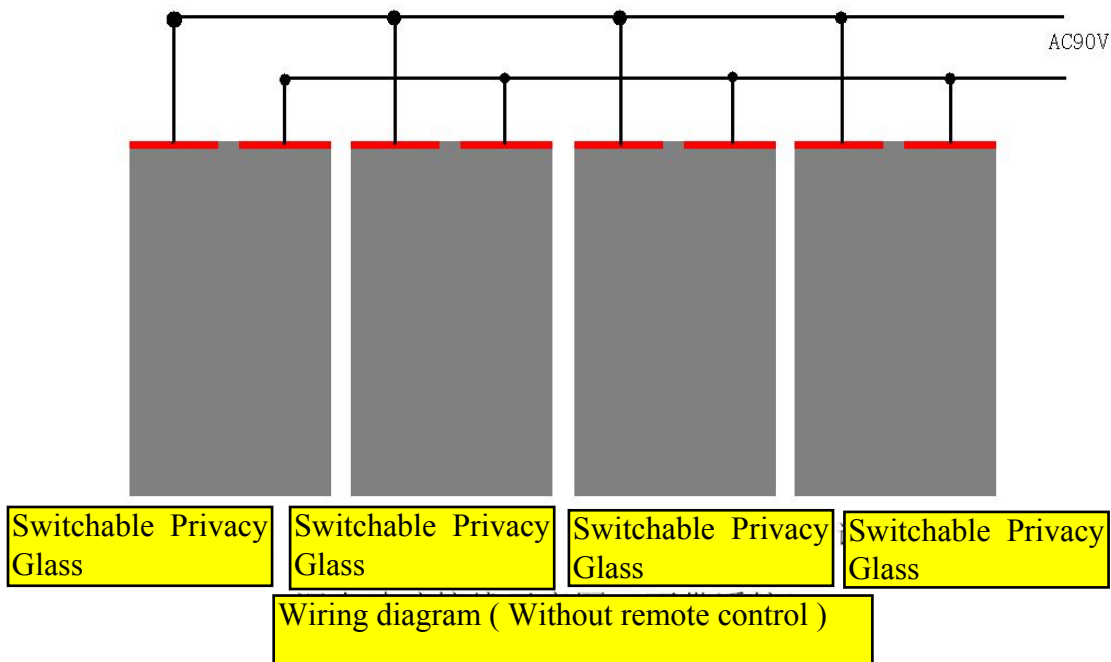 AC90V
Switchable Privacy
Glass
Switchable Privacy
Glass
Switchable Privacy
Glass
Switchable Privacy
Glass
Wiring diagram ( Without remote control )